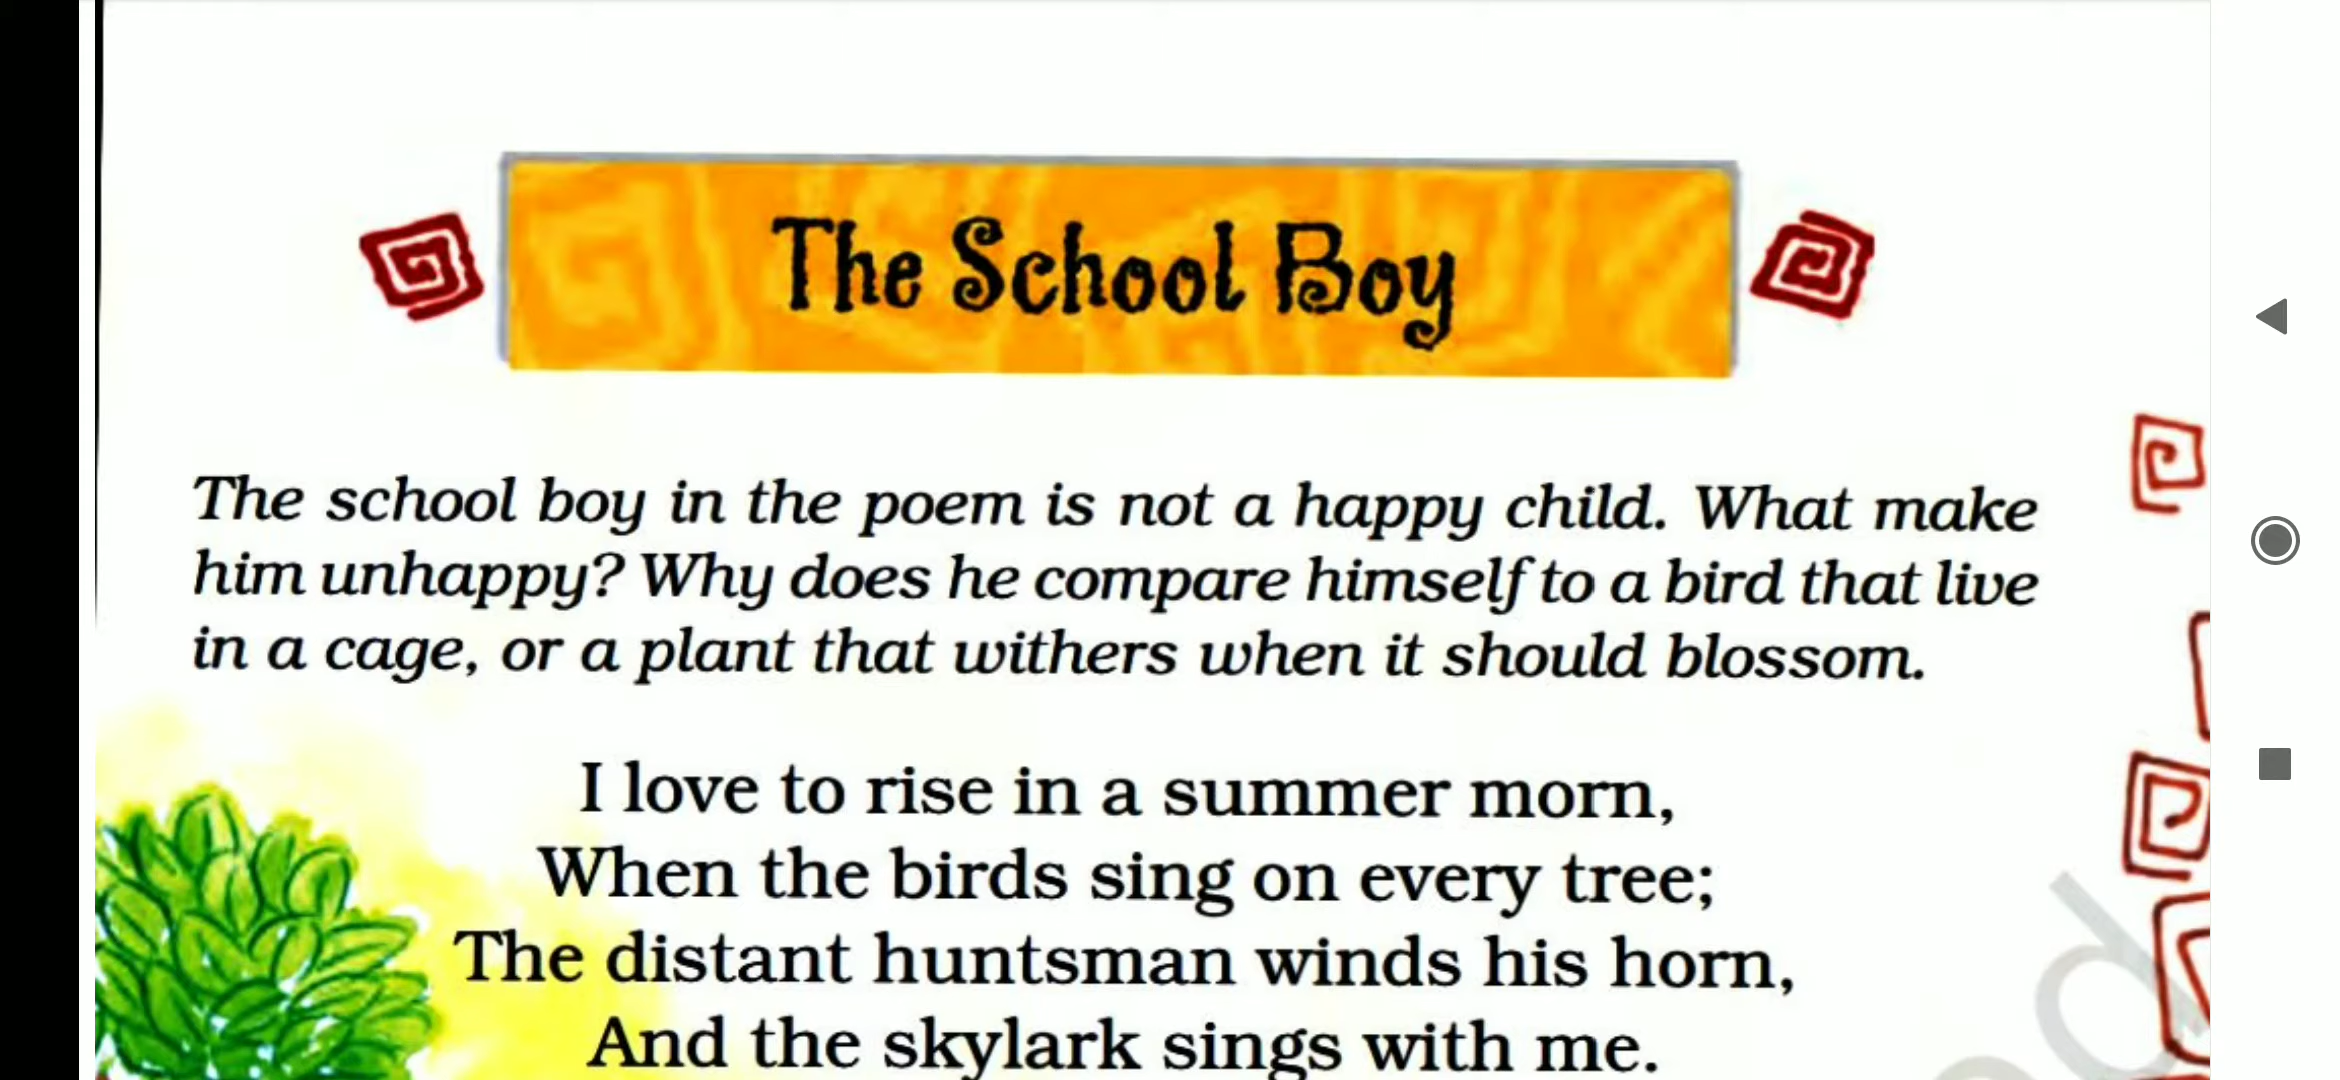 The School Boy
The school boy in the poem is not a happy child. What make
him unhappy? Why does he compare himself to a bird that live
in a cage, or a plant that withers when it should blossom.
I love to rise in a summer morn,
When the birds sing on every tree;
The distant huntsman winds his horn,
And the skylark sings with me.